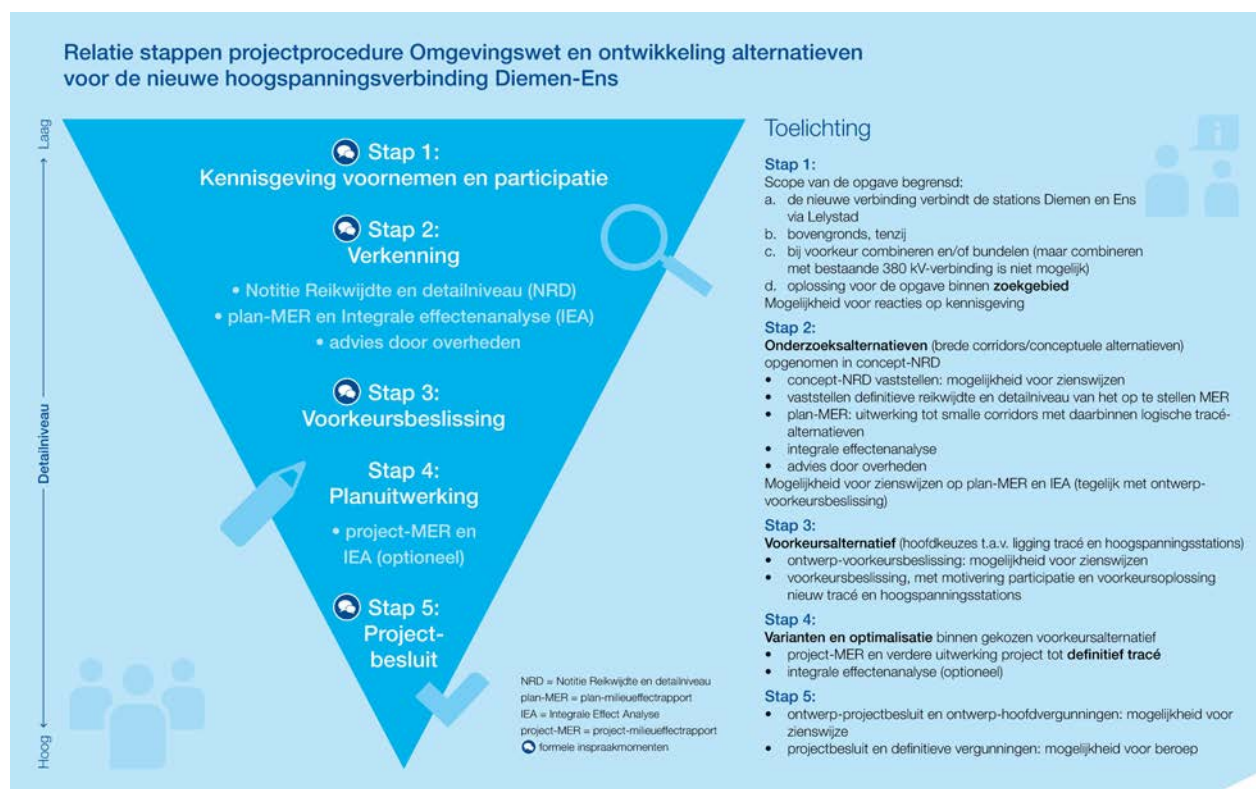 Relatie stappen projectprocedure Omgevingswet en ontwikkeling alternatieven
voor de nieuwe hoogspanningsverbinding Diemen-Ens
Laag
Detailniveau
Hoog
Stap 1:
Kennisgeving voornemen en participatie
Stap 2:
Verkenning
• Notitie Reikwijdte en detailniveau (NRD)
• plan-MER en Integrale effectenanalyse (IEA)
• advies door overheden
Stap 3:
Voorkeursbeslissing
Stap 4:
Planuitwerking
• project-MER en
IEA (optioneel)
Stap 5:
Project-
besluit
NRD = Notitie Reikwijdte en detailniveau
plan-MER = plan-milieueffectrapport
IEA = Integrale Effect Analyse
project-MER = project-milieueffectrapport
formele inspraakmomenten
Toelichting
i
Stap 1:
Scope van de opgave begrensd:
a. de nieuwe verbinding verbindt de stations Diemen en Ens
via Lelystad
b. bovengronds, tenzij
c. bij voorkeur combineren en/of bundelen (maar combineren
met bestaande 380 kV-verbinding is niet mogelijk)
d. oplossing voor de opgave binnen zoekgebied
Mogelijkheid voor reacties op kennisgeving
Stap 2:
Onderzoeksalternatieven (brede corridors/conceptuele alternatieven)
opgenomen in concept-NRD
• concept-NRD vaststellen: mogelijkheid voor zienswijzen
• vaststellen definitieve reikwijdte en detailniveau van het op te stellen MER
• plan-MER: uitwerking tot smalle corridors met daarbinnen logische tracé-
alternatieven
• integrale effectenanalyse
• advies door overheden
Mogelijkheid voor zienswijzen op plan-MER en IEA (tegelijk met ontwerp-
voorkeursbeslissing)
Stap 3:
Voorkeursalternatief (hoofdkeuzes t.a.v. ligging tracé en hoogspanningsstations)
• ontwerp-voorkeursbeslissing: mogelijkheid voor zienswijzen
• voorkeursbeslissing, met motivering participatie en voorkeursoplossing
nieuw tracé en hoogspanningsstations
Stap 4:
Varianten en optimalisatie binnen gekozen voorkeursalternatief
• project-MER en verdere uitwerking project tot definitief tracé
• integrale effectenanalyse (optioneel)
Stap 5:
• ontwerp-projectbesluit en ontwerp-hoofdvergunningen: mogelijkheid voor
zienswijze
• projectbesluit en definitieve vergunningen: mogelijkheid voor beroep